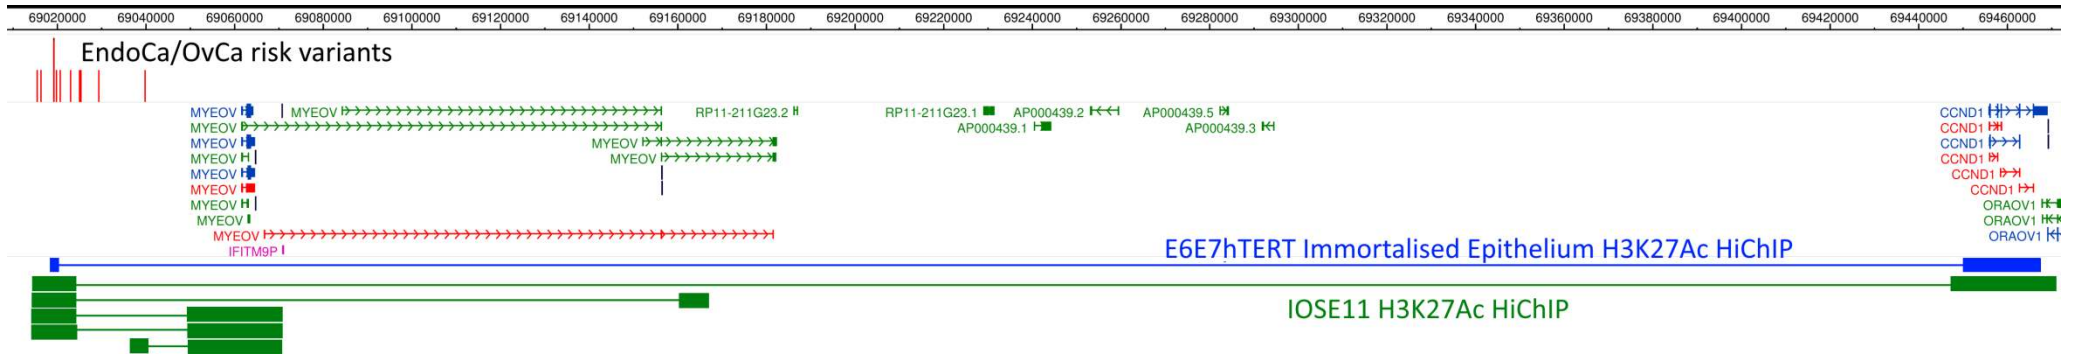 69020000 69040000 69060000 69080000 69100000 69120000 69140000 69160000 69180000 69200000 69220000 69240000 69260000 69280000 69300000 69320000 69340000 69360000 69380000 69400000 69420000 69440000 69460000
EndoCa/OvCa risk variants
MYEOV MYEOV RP11-211G23.2 RP11-211G23.1 AP000439.2 AP000439.5 CCND1
MYEOV AP000439.1 AP000439.3 CCND1
MYEOV MYEOV CCND1
MYEOV MYEOV CCND1
MYEOV CCND1
MYEOV CCND1
MYEOV ORAOV1
MYEOV ORAOV1
MYEOV ORAOV1
IFITM9P
E6E7hTERT Immortalised Epithelium H3K27Ac HiChIP
IOSE11 H3K27Ac HiChIP